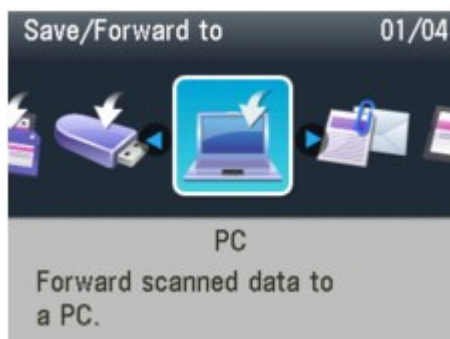 Save/Forward to 01/04
PC
Forward scanned data to
a PC.